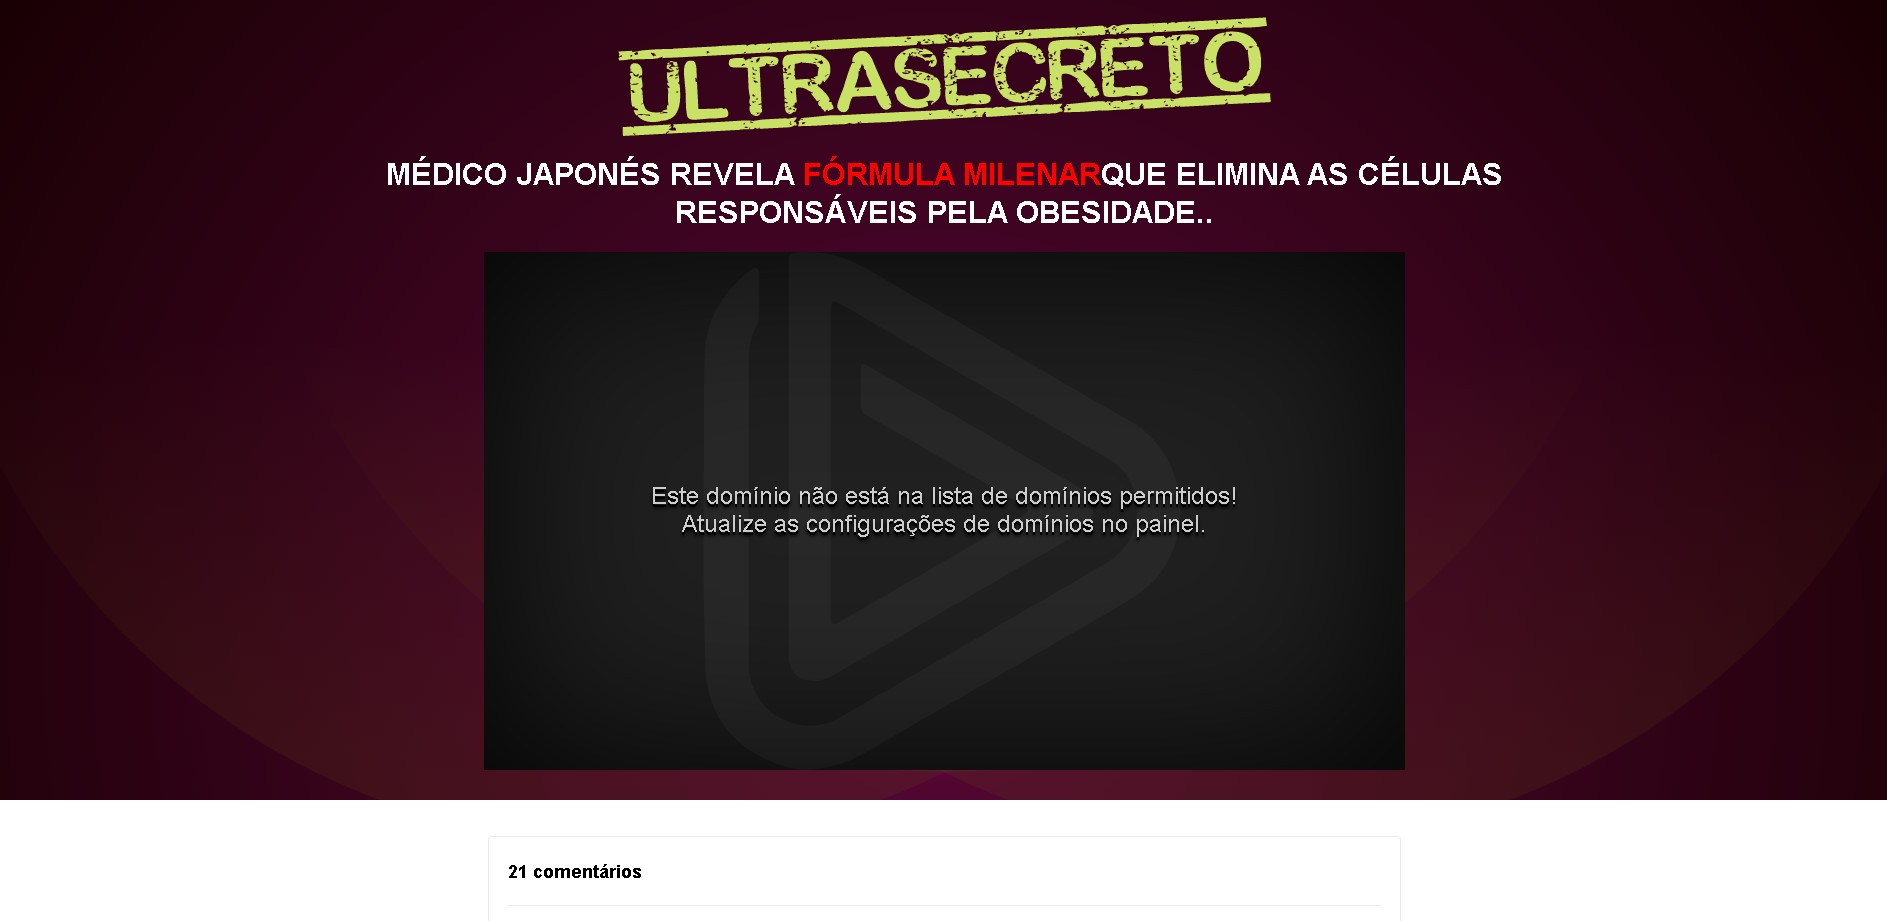 ULTRASECRETO
MÉDICO JAPONÉS REVELA FÓRMULA MILENARQUE ELIMINA AS CÉLULAS
RESPONSÁVEIS PELA OBESIDADE..
Este domínio não está na lista de domínios permitidos!
Atualize as configurações de domínios no painel.
21 comentários